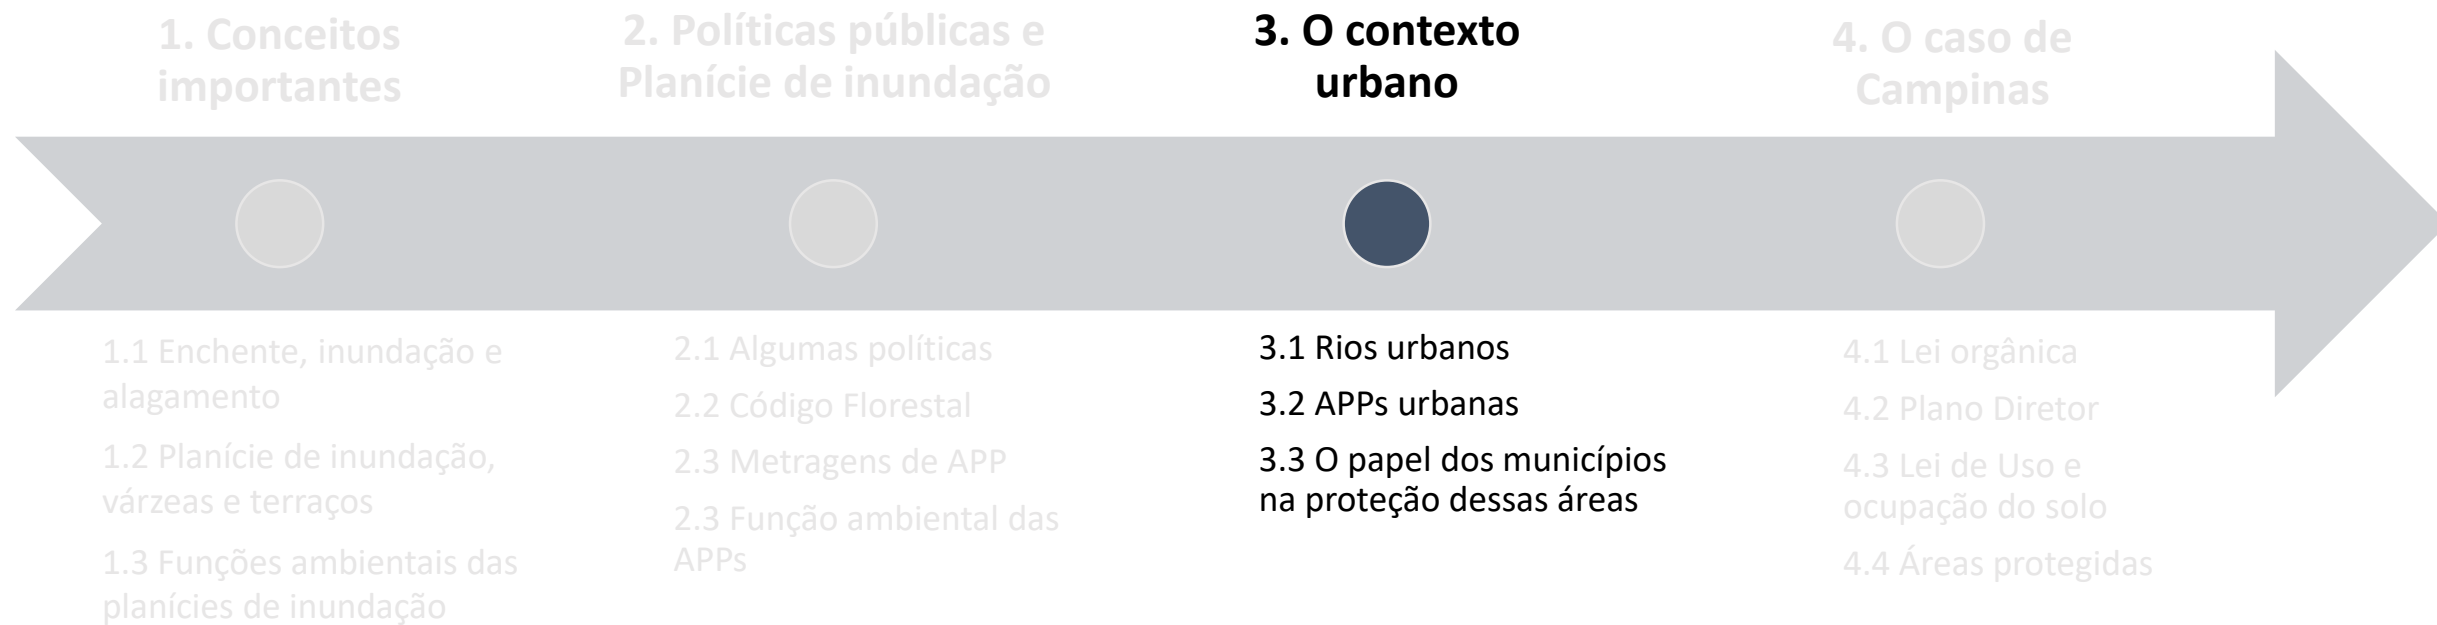 1. Conceitos
importantes
2. Políticas públicas e
Planície de inundação
3. O contexto
urbano
4. O caso de
Campinas
1.1 Enchente, inundação e
alagamento
1.2 Planície de inundação,
várzeas e terraços
1.3 Funções ambientais das
planícies de inundação
2.1 Algumas políticas
2.2 Código Florestal
2.3 Metragens de APP
2.3 Função ambiental das
APPs
3.1 Rios urbanos
3.2 APPs urbanas
3.3 O papel dos municípios
na proteção dessas áreas
4.1 Lei orgânica
4.2 Plano Diretor
4.3 Lei de Uso e
ocupação do solo
4.4 Áreas protegidas